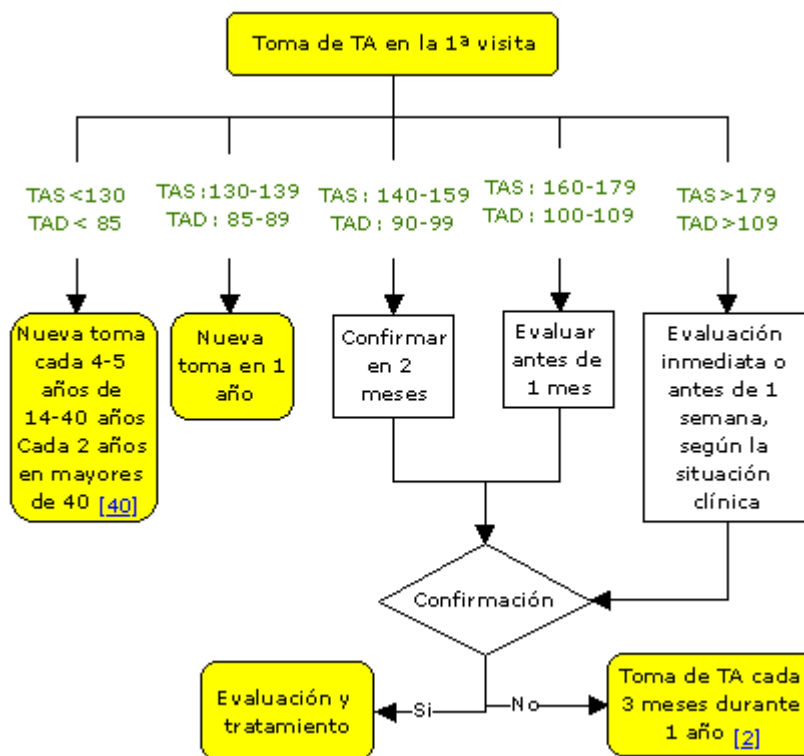 Toma de TA en la 1ª visita
TAS<130
TAD< 85
TAS:130-139
TAD: 85-89
TAS: 140-159
TAD: 90-99
TAS: 160-179
TAD: 100-109
TAS>179
TAD>109
Nueva toma
cada 4-5
años de
14-40 años
Cada 2 años
en mayores
de 40 [40]
Nueva
toma en 1
año
Confirmar
en 2
meses
Evaluar
antes de
1 mes
Evaluación
inmediata o
antes de 1
semana,
según la
situación
clínica
Confirmación
Si
No
Evaluación y
tratamiento
Toma de TA cada
3 meses durante
1 año [2]